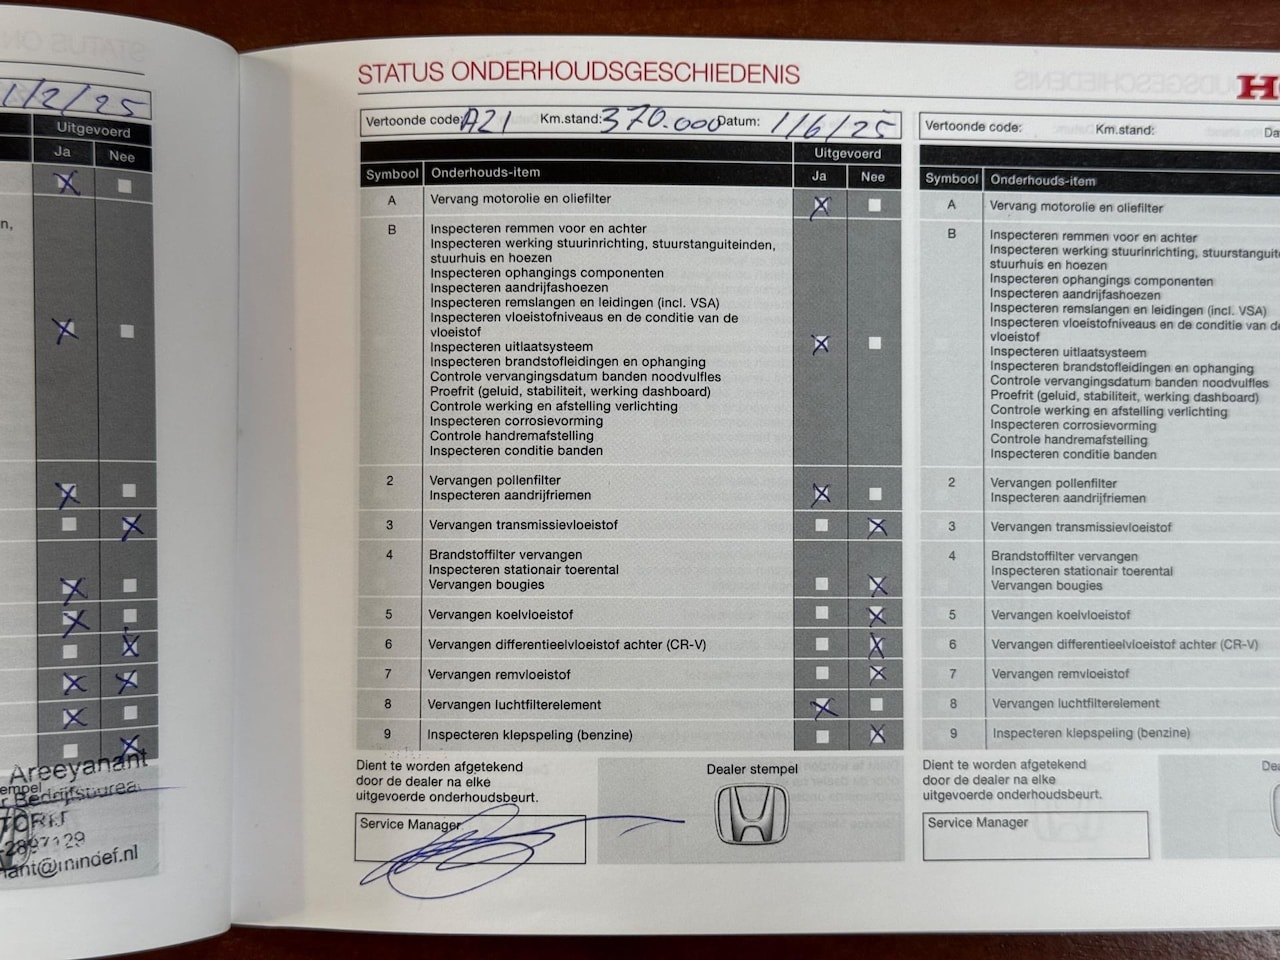 1/2/25
Uitgevoerd
Ja Nee
n,
Areeyanant
Bedrijfsbureau
empel
@mindef.nl
STATUS ONDERHOUDSGESCHIEDENIS
Vertoonde code: A21 Km.stand: 370.000 Datum: 1/6/25
Uitgevoerd
Symbool Onderhouds-item Ja Nee
A Vervang motorolie en oliefilter
B Inspecteren remmen voor en achter
Inspecteren werking stuurinrichting, stuurstanguiteinden,
stuurhuis en hoezen
Inspecteren ophangings componenten
Inspecteren aandrijfashoezen
Inspecteren remslangen en leidingen (incl. VSA)
Inspecteren vloeistofniveaus en de conditie van de
vloeistof
Inspecteren uitlaatsysteem
Inspecteren brandstofleidingen en ophanging
Controle vervangingsdatum banden noodvulfles
Proefrit (geluid, stabiliteit, werking dashboard)
Controle werking en afstelling verlichting
Inspecteren corrosievorming
Controle handremafstelling
Inspecteren conditie banden
2 Vervangen pollenfilter
Inspecteren aandrijfriemen
3 Vervangen transmissievloeistof
4 Brandstoffilter vervangen
Inspecteren stationair toerental
Vervangen bougies
5 Vervangen koelvloeistof
6 Vervangen differentieelvloeistof achter (CR-V)
7 Vervangen remvloeistof
8 Vervangen luchtfilterelement
9 Inspecteren klepspeling (benzine)
Dient te worden afgetekend
door de dealer na elke
uitgevoerde onderhoudsbeurt.
Dealer stempel
Service Manager
Vertoonde code: Km.stand: Da
Symbool Onderhouds-item
A Vervang motorolie en oliefilter
B Inspecteren remmen voor en achter
Inspecteren werking stuurinrichting, stuurstanguite
stuurhuis en hoezen
Inspecteren ophangings componenten
Inspecteren aandrijfashoezen
Inspecteren remslangen en leidingen (incl. VSA)
Inspecteren vloeistofniveaus en de conditie van de
vloeistof
Inspecteren uitlaatsysteem
Inspecteren brandstofleidingen en ophanging
Controle vervangingsdatum banden noodvulfles
Proefrit (geluid, stabiliteit, werking dashboard)
Controle werking en afstelling verlichting
Inspecteren corrosievorming
Controle handremafstelling
Inspecteren conditie banden
2 Vervangen pollenfilter
Inspecteren aandrijfriemen
3 Vervangen transmissievloeistof
4 Brandstoffilter vervangen
Inspecteren stationair toerental
Vervangen bougies
5 Vervangen koelvloeistof
6 Vervangen differentieelvloeistof achter (CR-V)
7 Vervangen remvloeistof
8 Vervangen luchtfilterelement
9 Inspecteren klepspeling (benzine)
Dient te worden afgetekend
door de dealer na elke
uitgevoerde onderhoudsbeurt.
Dea
Service Manager